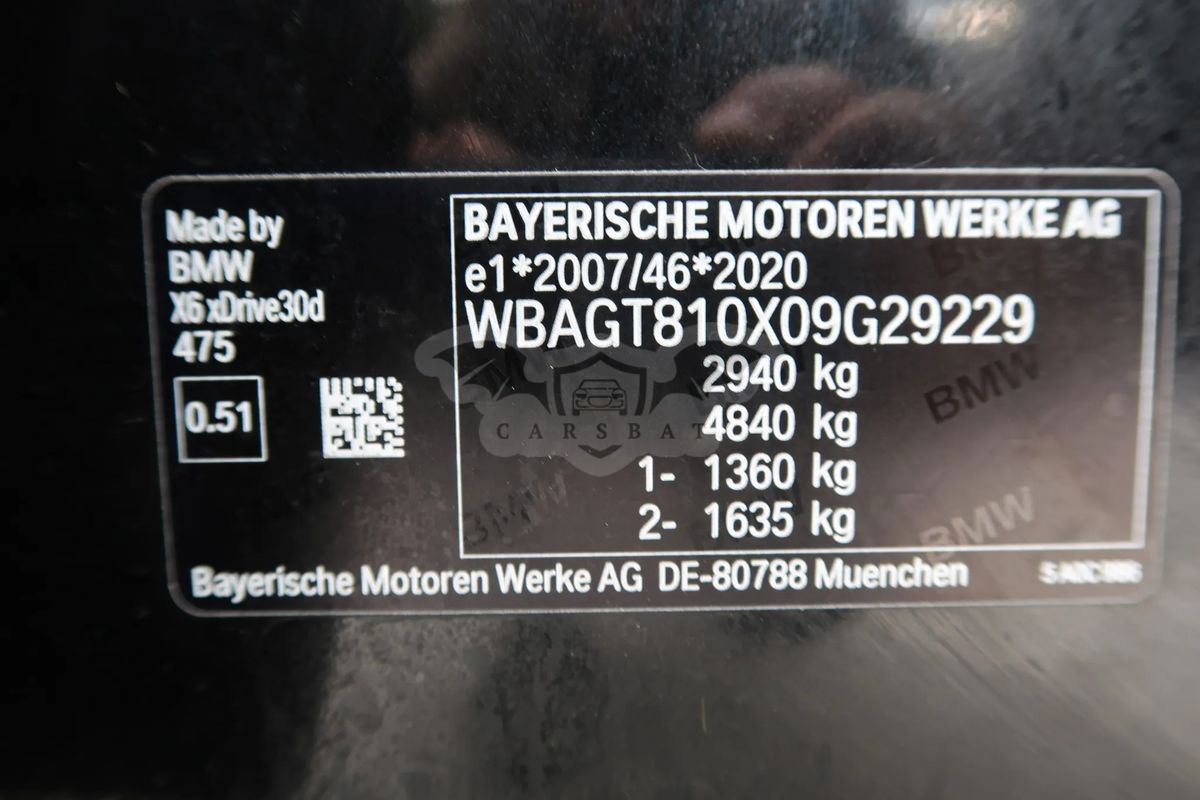 Made by
BMW
X6 xDrive30d
475
0.51
BAYERISCHE MOTOREN WERKE AG
e1*2007/46*2020
WBAGT810X09G29229
2940 kg
4840 kg
1- 1360 kg
2- 1635 kg
Bayerische Motoren Werke AG DE-80788 Muenchen
CARSBAT
BMW
BMW
BMW